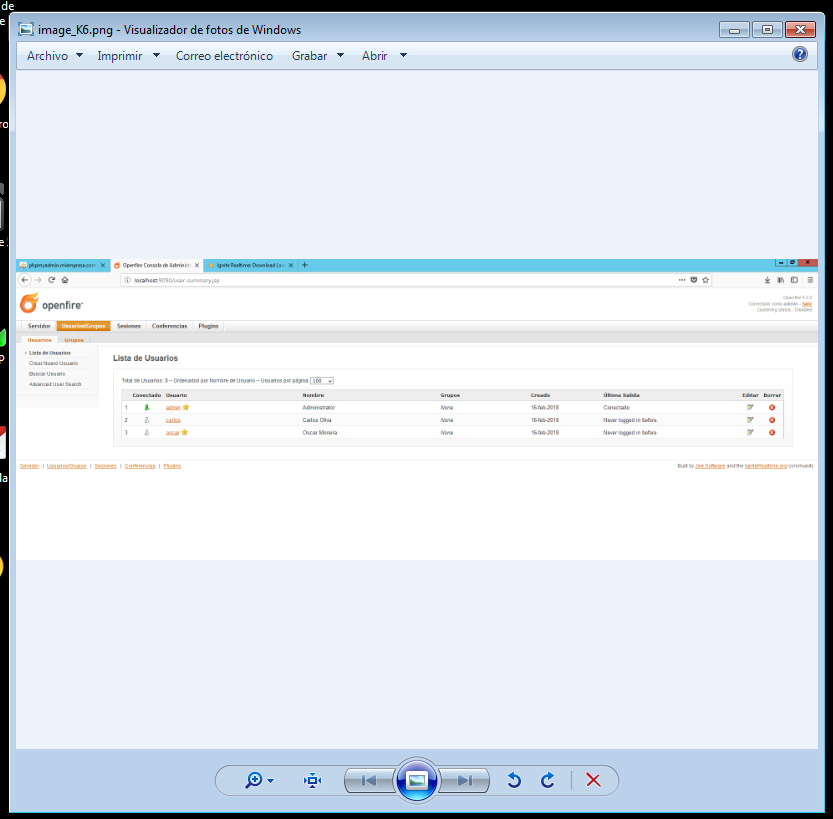 de
e
image_K6.png - Visualizador de fotos de Windows
Archivo Imprimir Correo electrónico Grabar Abrir ?
phpmyadmin.miempresa.com Openfire Consola de Administr Ignite Realtime: Download La
localhost:9090/user-summary.jsp
openfire
Openfire 4.2.2
Conectado como admin - Salir
Clustering status - Disabled
Servidor Usuarios/Grupos Sesiones Conferencias Plugins
Usuarios Grupos
Lista de Usuarios
Crear Nuevo Usuario
Buscar Usuario
Advanced User Search
Lista de Usuarios
Total de Usuarios: 3 -- Ordenados por Nombre de Usuario -- Usuarios por página 100
Conectado Usuario Nombre Grupos Creado Última Salida Editar Borrar
1 admin Administrator None 15-feb-2018 Conectado
2 carlos Carlos Oliva None 15-feb-2018 Never logged in before.
3 oscar Oscar Moreira None 15-feb-2018 Never logged in before.
Servidor | Usuarios/Grupos | Sesiones | Conferencias | Plugins
Built by Jive Software and the IgniteRealtime.org community